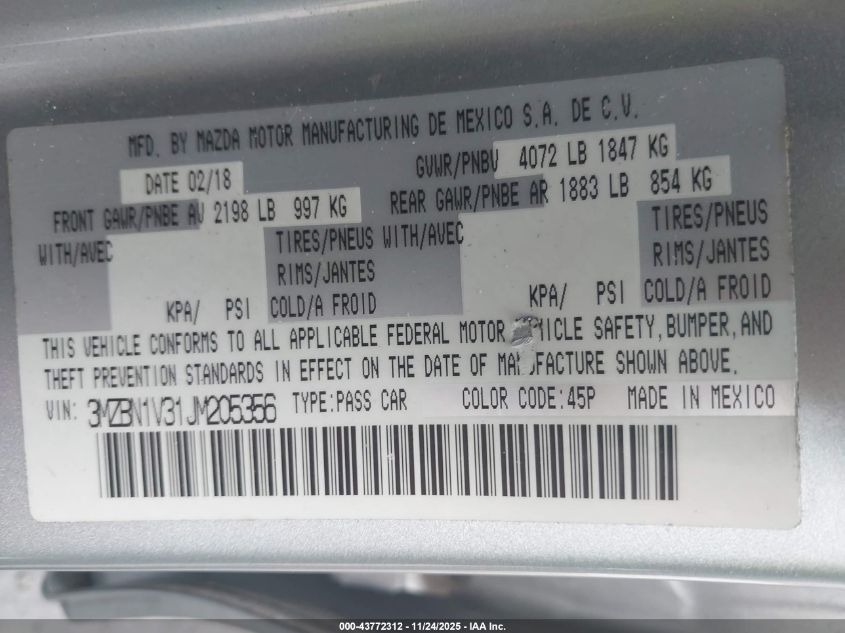 MFD. BY MAZDA MOTOR MANUFACTURING DE MEXICO S.A. DE C.V.
DATE 02/18 GVWR/PNBV 4072 LB 1847 KG
FRONT GAWR/PNBE AV 2198 LB 997 KG REAR GAWR/PNBE AR 1883 LB 854 KG
WITH/AVEC TIRES/PNEUS WITH/AVEC TIRES/PNEUS
RIMS/JANTES RIMS/JANTES
KPA/ PSI COLD/A FROID KPA/ PSI COLD/A FROID
THIS VEHICLE CONFORMS TO ALL APPLICABLE FEDERAL MOTOR SAFETY, BUMPER, AND
THEFT PREVENTION STANDARDS IN EFFECT ON THE DATE OF SHOWN ABOVE.
VIN: 3MZBN1V31JM205356 TYPE:PASS CAR COLOR CODE:45P MADE IN MEXICO
000-43772312 - 11/24/2025 - IAA Inc.